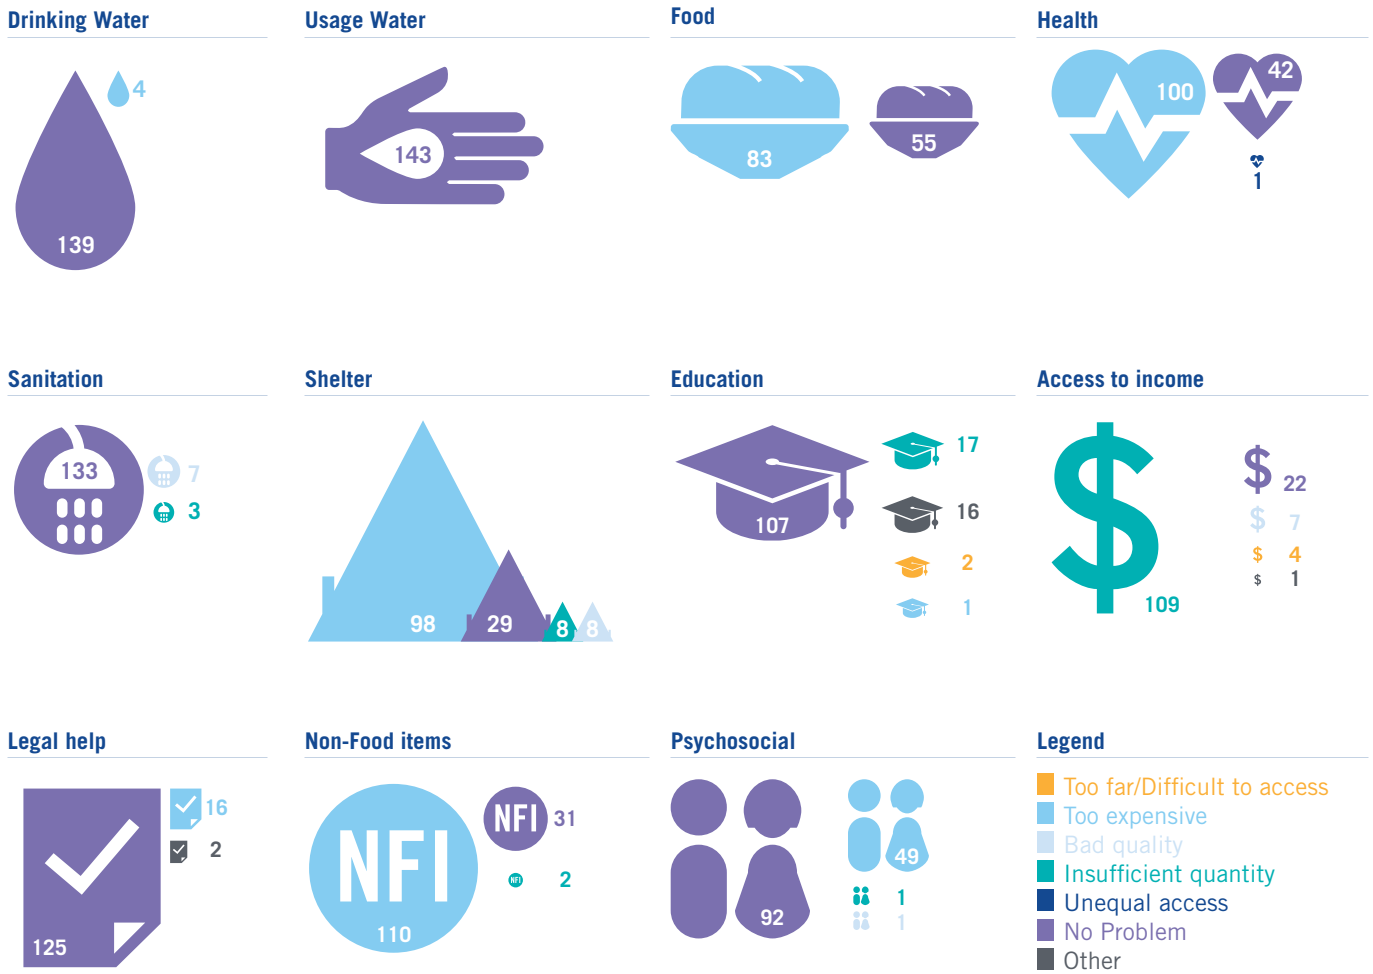 Drinking Water
4
139
Usage Water
143
Food
83
55
Health
100
42
1
Sanitation
133
7
3
Shelter
98
29
8
8
Education
107
17
16
2
1
Access to income
$
109
$ 22
$ 7
$ 4
$ 1
Legal help
125
16
2
Non-Food items
NFI
110
NFI 31
NFI 2
Psychosocial
92
49
1
1
Legend
Too far/Difficult to access
Too expensive
Bad quality
Insufficient quantity
Unequal access
No Problem
Other